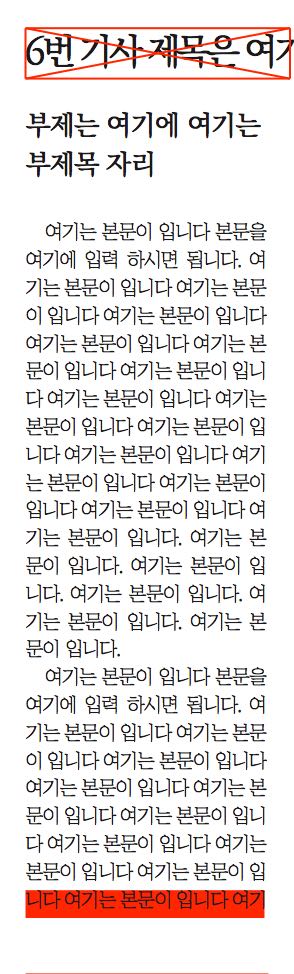 6번 기사 제목은 여기
부제는 여기에 여기는
부제목 자리
여기는 본문이 입니다 본문을
여기에 입력 하시면 됩니다. 여
기는 본문이 입니다 여기는 본문
이 입니다 여기는 본문이 입니다
여기는 본문이 입니다 여기는 본
문이 입니다 여기는 본문이 입니
다 여기는 본문이 입니다 여기는
본문이 입니다 여기는 본문이 입
니다 여기는 본문이 입니다 여기
는 본문이 입니다 여기는 본문이
입니다 여기는 본문이 입니다 여
기는 본문이 입니다. 여기는 본
문이 입니다. 여기는 본문이 입
니다. 여기는 본문이 입니다. 여
기는 본문이 입니다. 여기는 본
문이 입니다.
여기는 본문이 입니다 본문을
여기에 입력 하시면 됩니다. 여
기는 본문이 입니다 여기는 본문
이 입니다 여기는 본문이 입니다
여기는 본문이 입니다 여기는 본
문이 입니다 여기는 본문이 입니
다 여기는 본문이 입니다 여기는
본문이 입니다 여기는 본문이 입
니다 여기는 본문이 입니다 여기